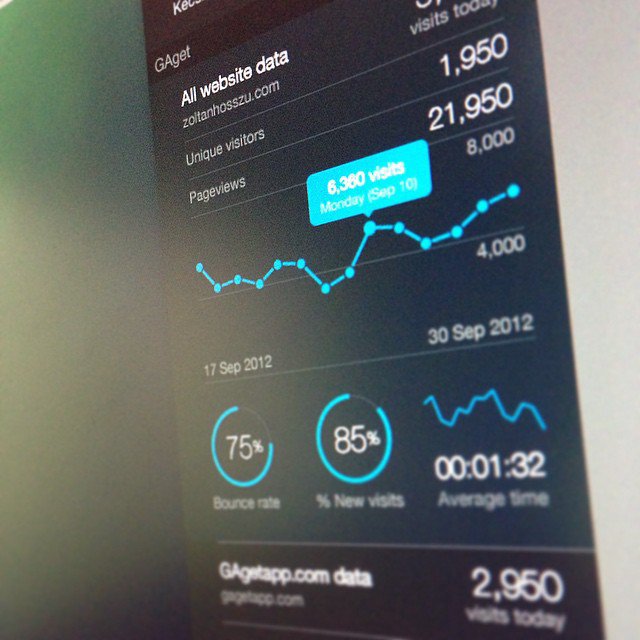 GAget
visits today
All website data
zoltanhosszu.com
Unique visitors
1,950
Pageviews
21,950
8,000
6,360 visits
Monday (Sep 10)
4,000
17 Sep 2012
30 Sep 2012
75%
85%
00:01:32
Bounce rate
% New visits
Average time
GAgetapp.com data
gagetapp.com
2,950
visits today